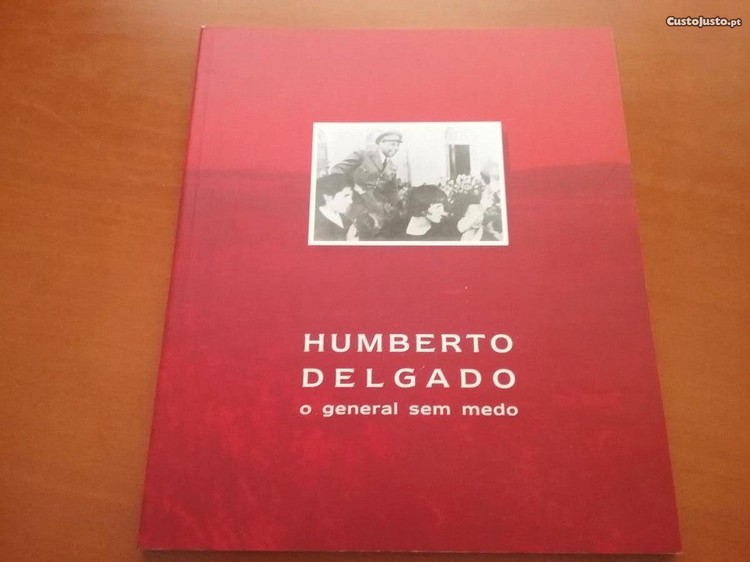 CustoJusto.pt
HUMBERTO
DELGADO
o general sem medo